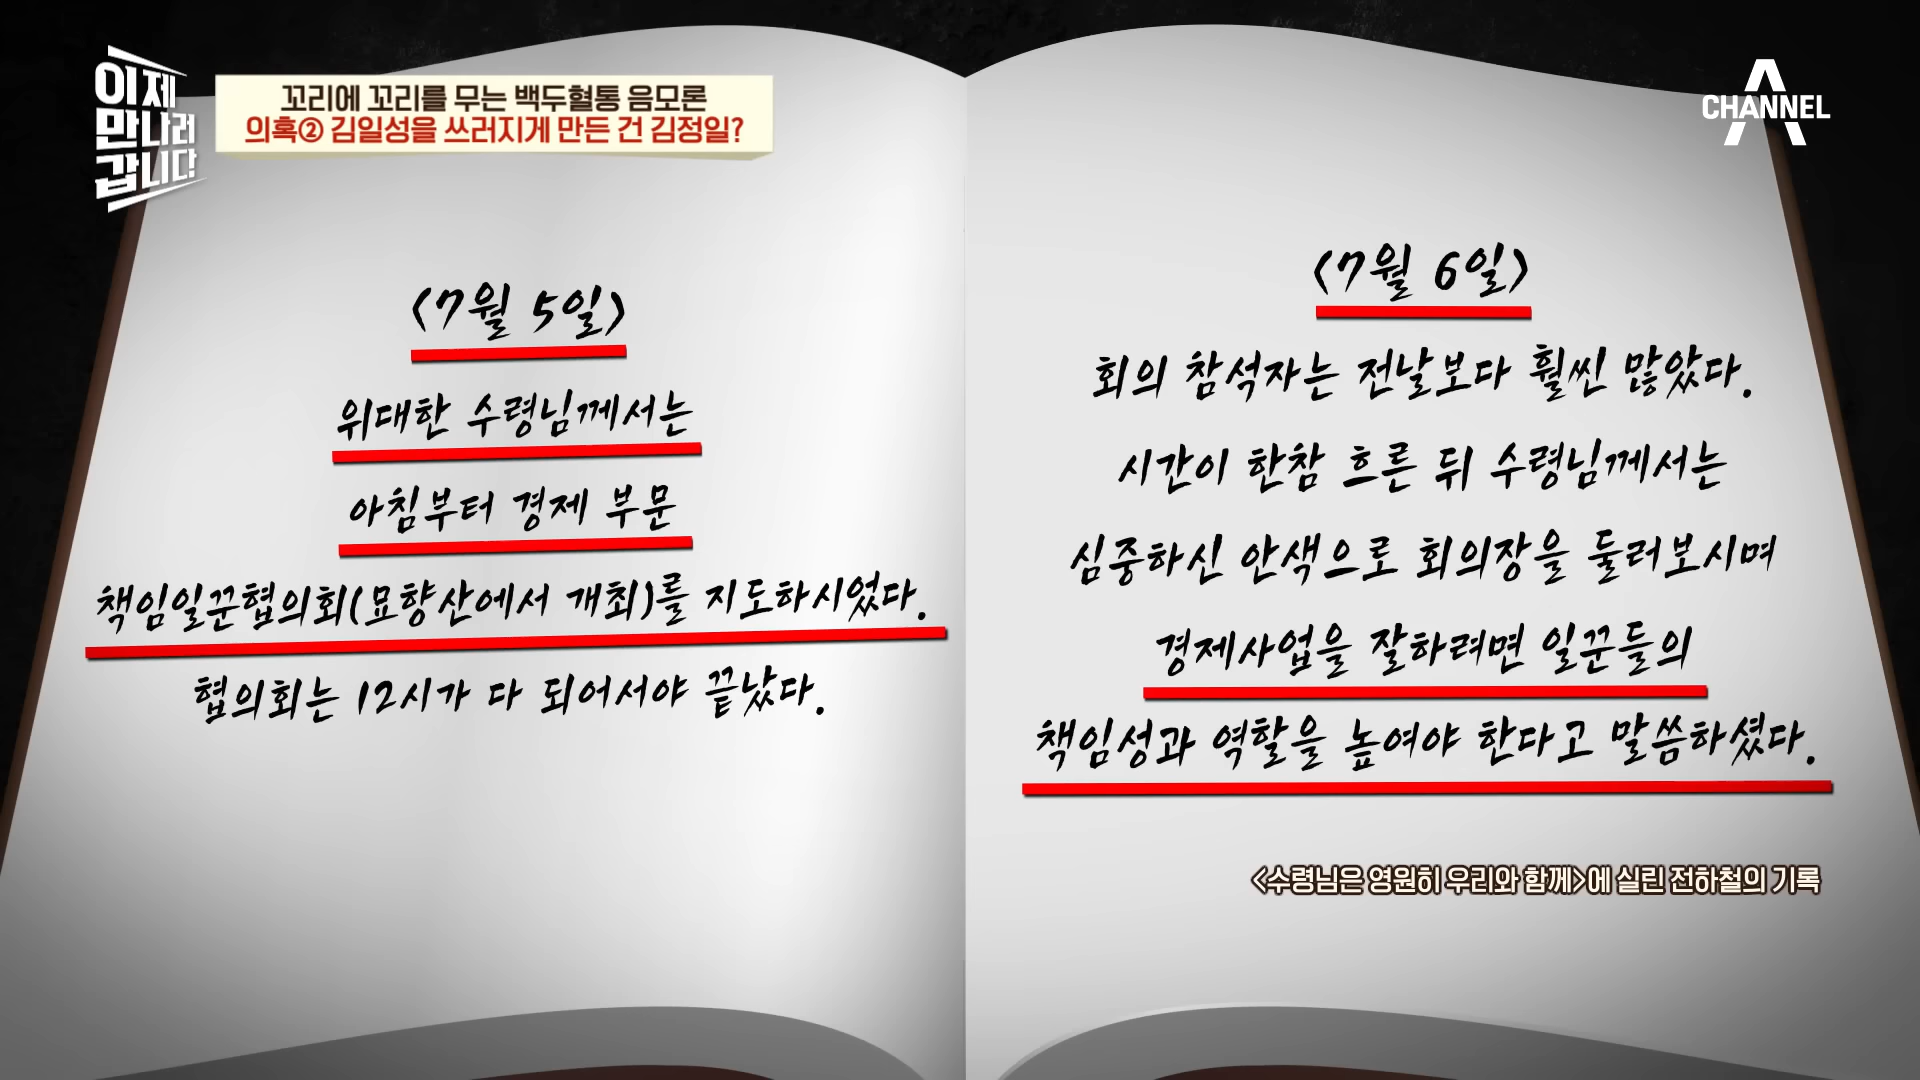 이제
만나러
갑니다
꼬리에 꼬리를 무는 백두혈통 음모론
의혹② 김일성을 쓰러지게 만든 건 김정일?
CHANNEL A
<7월 5일>
위대한 수령님께서는
아침부터 경제 부문
책임일꾼협의회(묘향산에서 개최)를 지도하시었다.
협의회는 12시가 다 되어서야 끝났다.
<7월 6일>
회의 참석자는 전날보다 훨씬 많았다.
시간이 한참 흐른 뒤 수령님께서는
심중하신 안색으로 회의장을 둘러보시며
경제사업을 잘하려면 일꾼들의
책임성과 역할을 높여야 한다고 말씀하셨다.
<수령님은 영원히 우리와 함께>에 실린 전하철의 기록